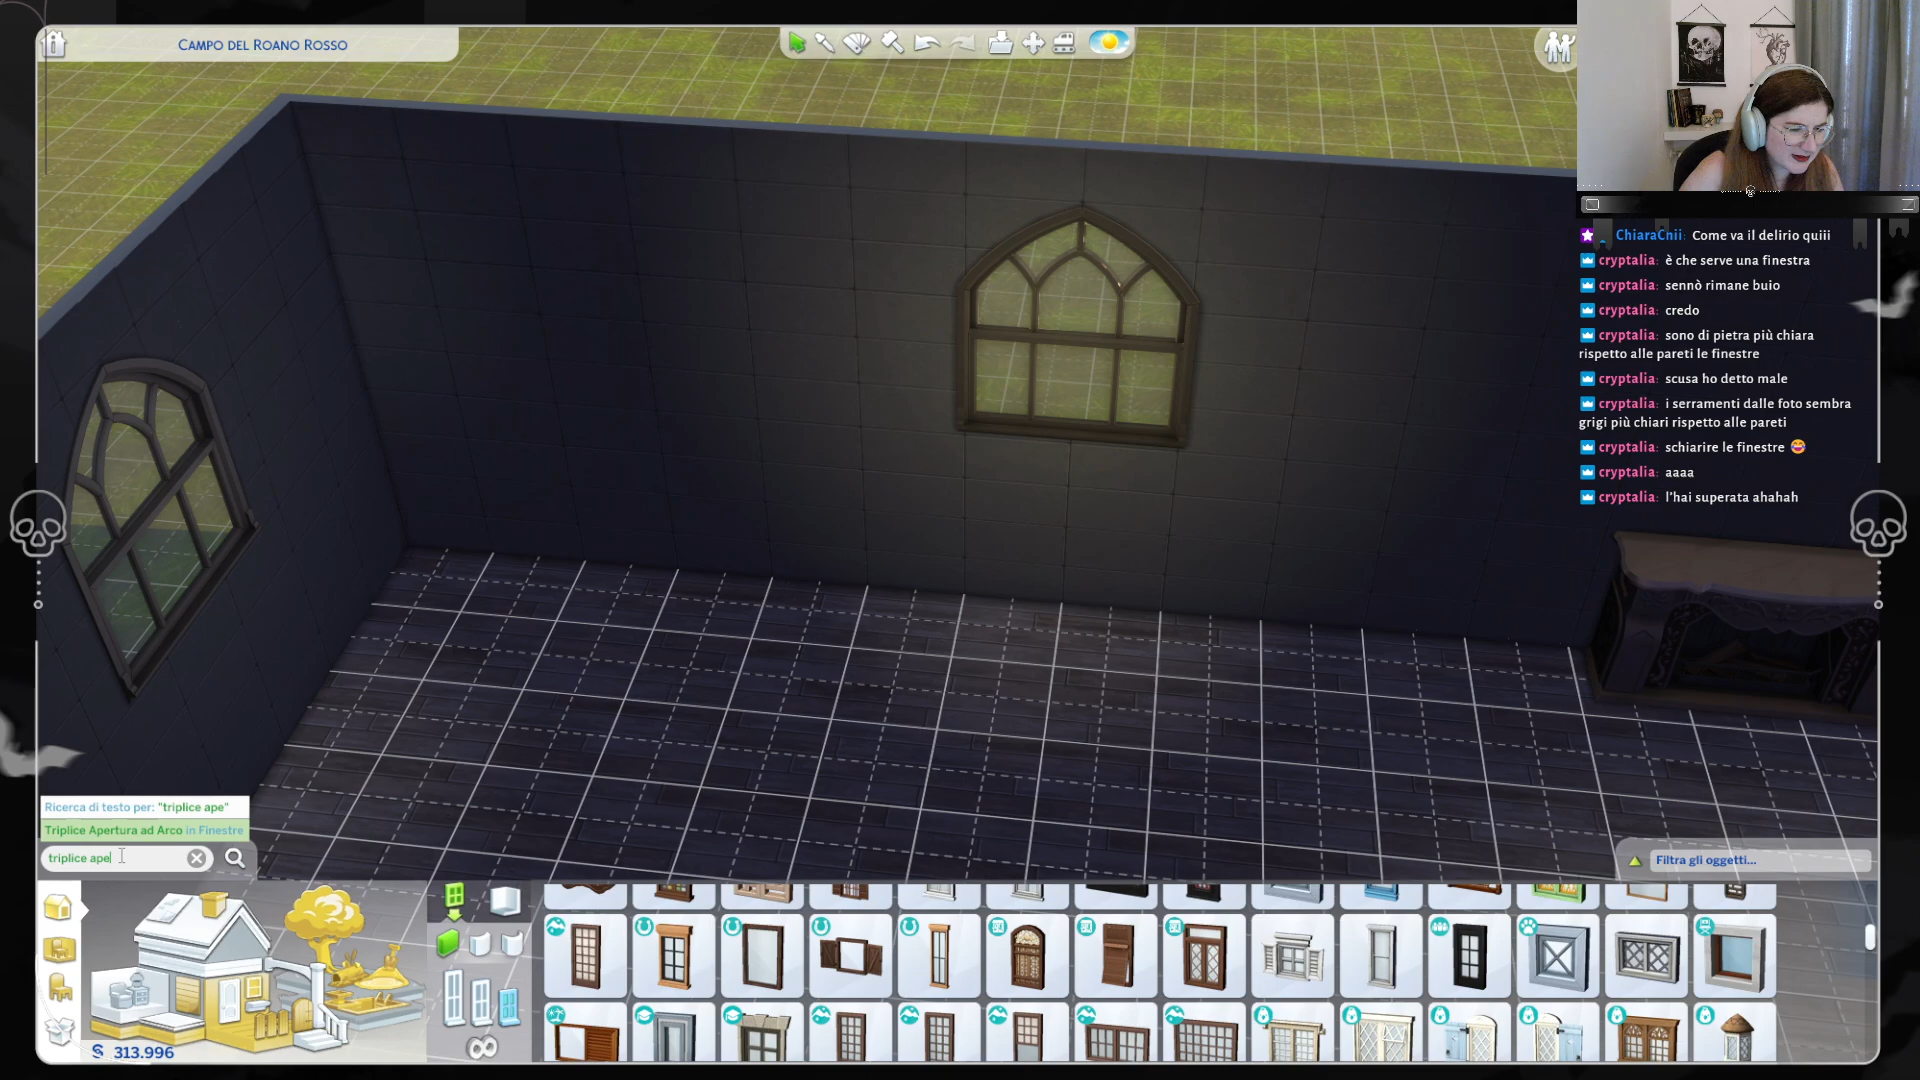 CAMPO DEL ROANO ROSSO
ChiaraCnii: Come va il delirio quiii
cryptalia: è che serve una finestra
cryptalia: sennò rimane buio
cryptalia: credo
cryptalia: sono di pietra più chiara
rispetto alle pareti le finestre
cryptalia: scusa ho detto male
cryptalia: i serramenti dalle foto sembra
grigi più chiari rispetto alle pareti
cryptalia: schiarire le finestre 😂
cryptalia: aaaa
cryptalia: l'hai superata ahahah
Ricerca di testo per: "triplice ape"
Triplice Apertura ad Arco in Finestre
triplice ape
Filtra gli oggetti...
§ 313.996